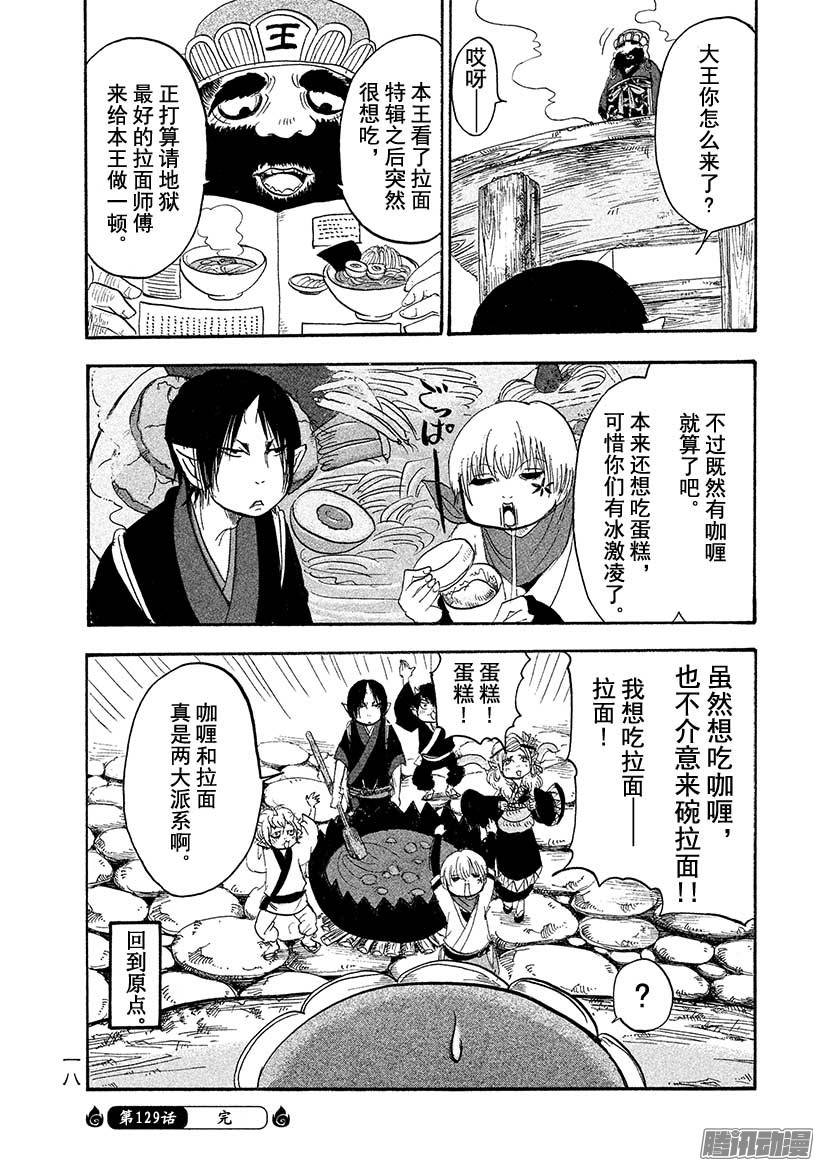 大王你怎么来了？
哎呀——
王
本王看了拉面
特辑之后突然
很想吃，
正打算请地狱
最好的拉面师傅
来给本王做一顿。
不过既然有咖喱
就算了吧。
本来还想吃蛋糕，
可惜你们有冰激凌了。
ごっぱー
虽然想吃咖喱，
也不介意来碗拉面!!
我想吃拉面——
拉面！
蛋糕！
蛋糕！
咖喱和拉面
真是两大派系啊。
？
回到原点。
一八
第129话 完
腾讯动漫